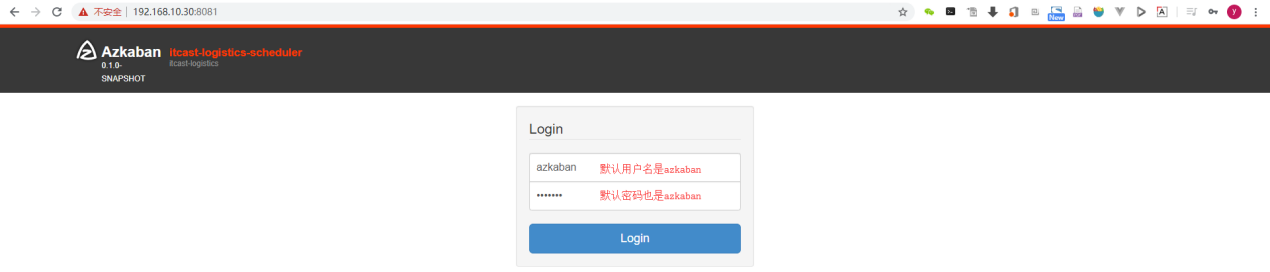 不安全 | 192.168.10.30:8081
New
y
Azkaban itcast-logistics-scheduler
0.1.0-
SNAPSHOT
itcast-logistics
Login
azkaban 默认用户名是azkaban
••••••• 默认密码也是azkaban
Login